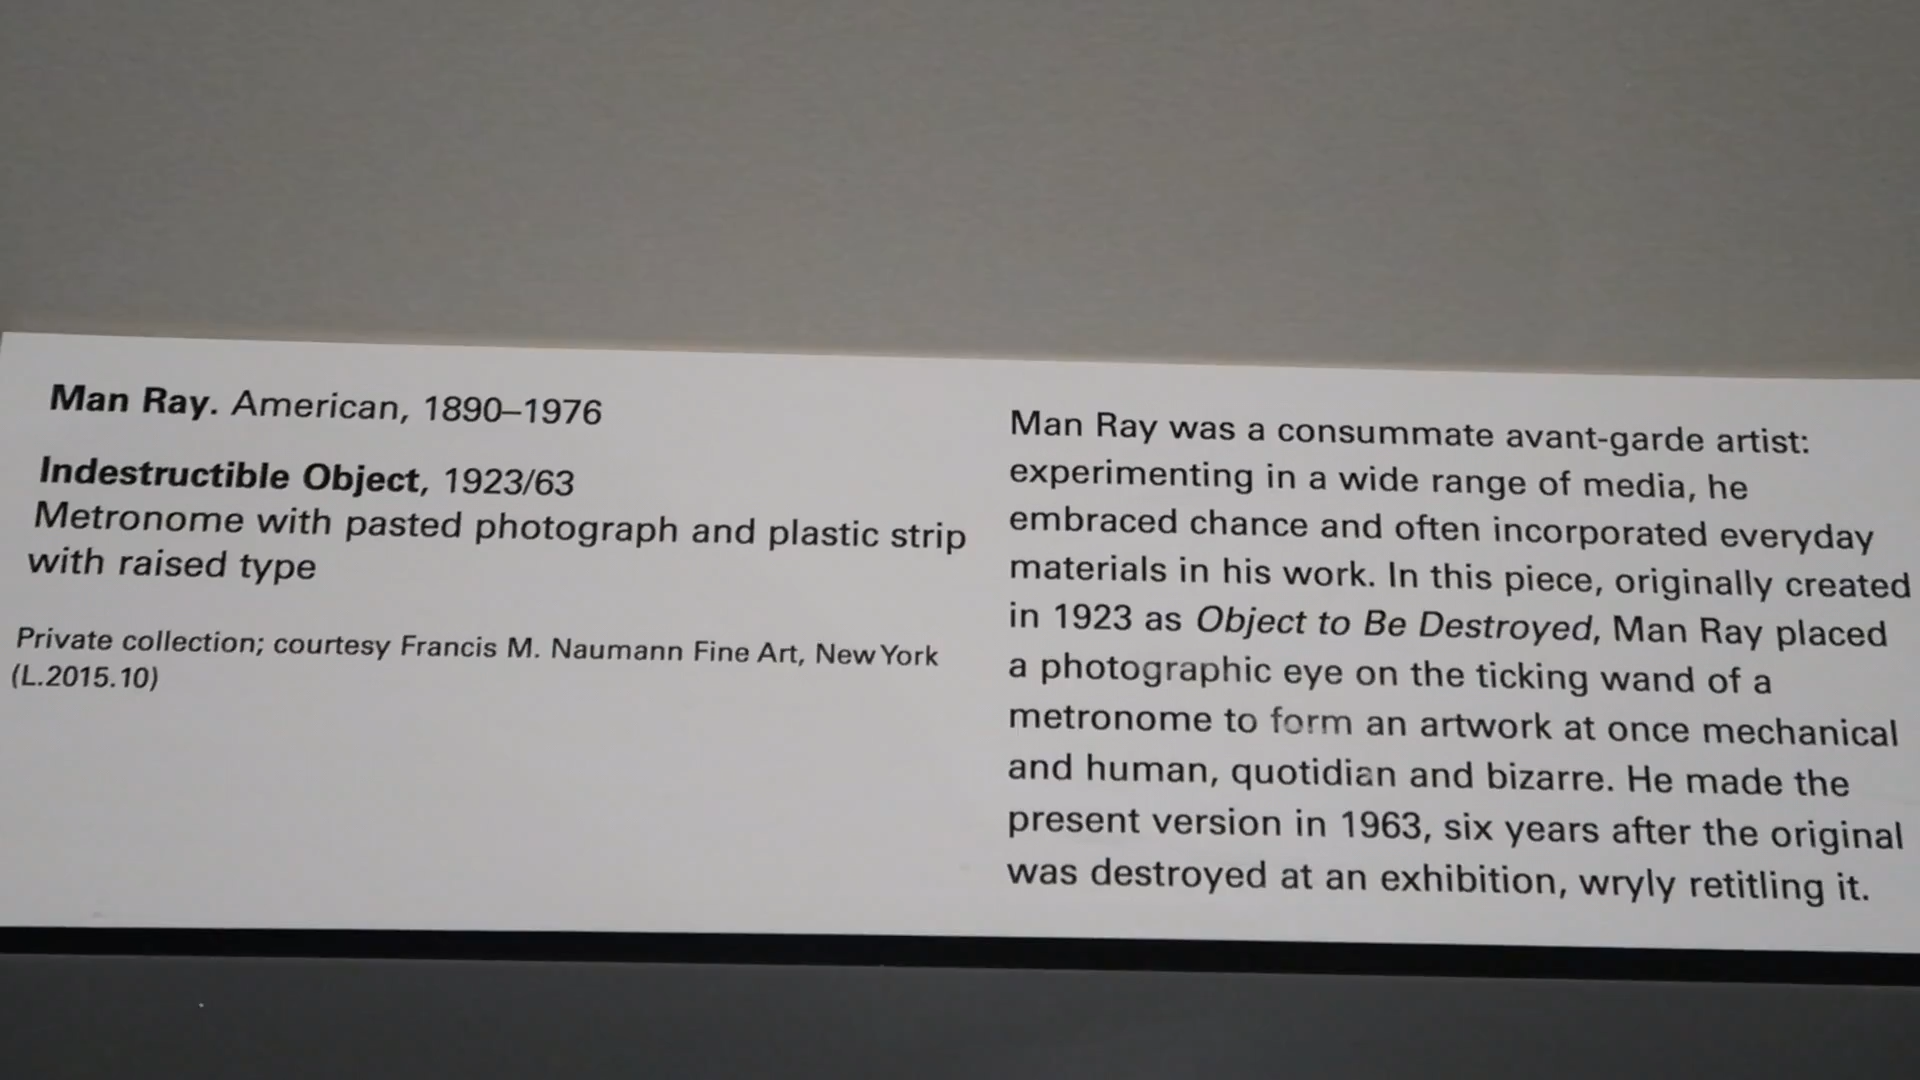 Man Ray. American, 1890–1976
Indestructible Object, 1923/63
Metronome with pasted photograph and plastic strip
with raised type
Private collection; courtesy Francis M. Naumann Fine Art, New York
(L.2015.10)
Man Ray was a consummate avant-garde artist:
experimenting in a wide range of media, he
embraced chance and often incorporated everyday
materials in his work. In this piece, originally created
in 1923 as Object to Be Destroyed, Man Ray placed
a photographic eye on the ticking wand of a
metronome to form an artwork at once mechanical
and human, quotidian and bizarre. He made the
present version in 1963, six years after the original
was destroyed at an exhibition, wryly retitling it.